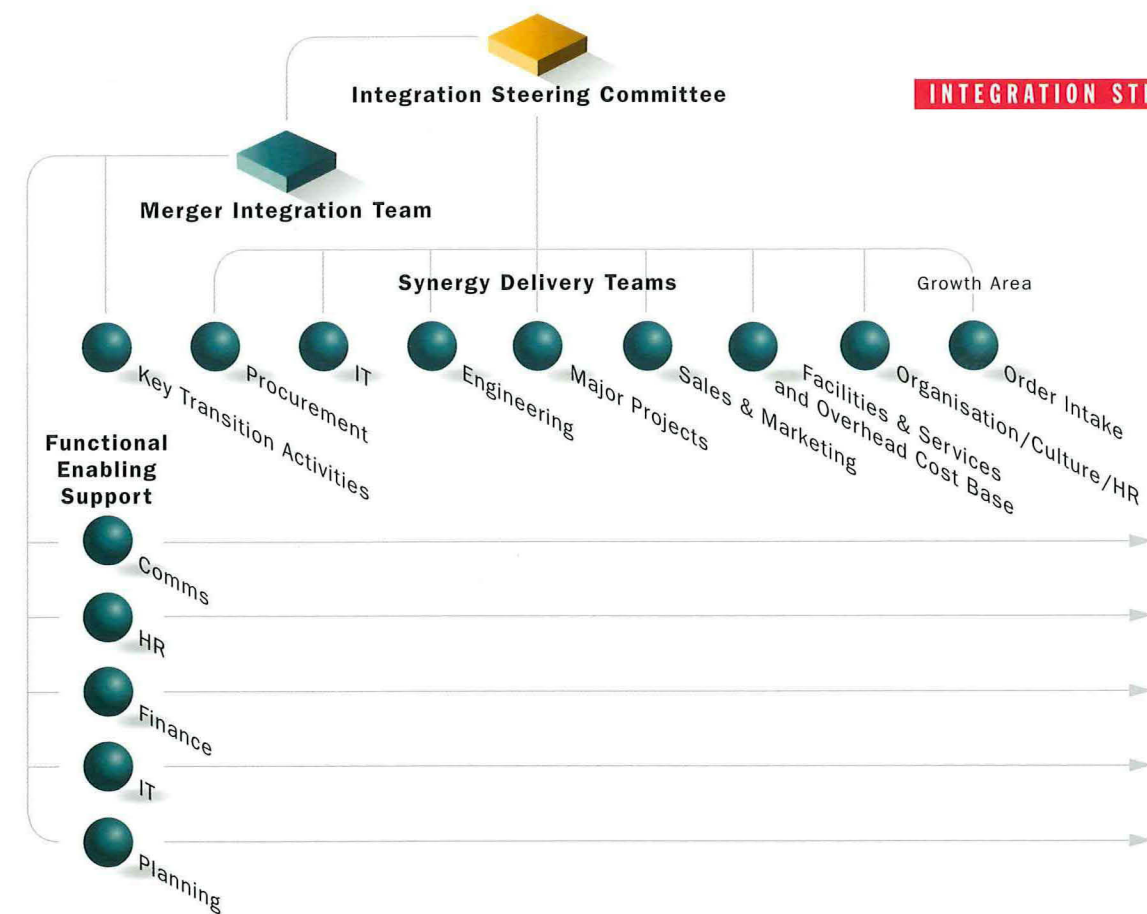 Integration Steering Committee
INTEGRATION
Merger Integration Team
Synergy Delivery Teams
Growth Area
Key Transition Activities
Procurement
IT
Engineering
Major Projects
Sales & Marketing
Facilities & Services
and Overhead Cost Base
Organisation/Culture/HR
Order Intake
Functional
Enabling
Support
Comms
HR
Finance
IT
Planning